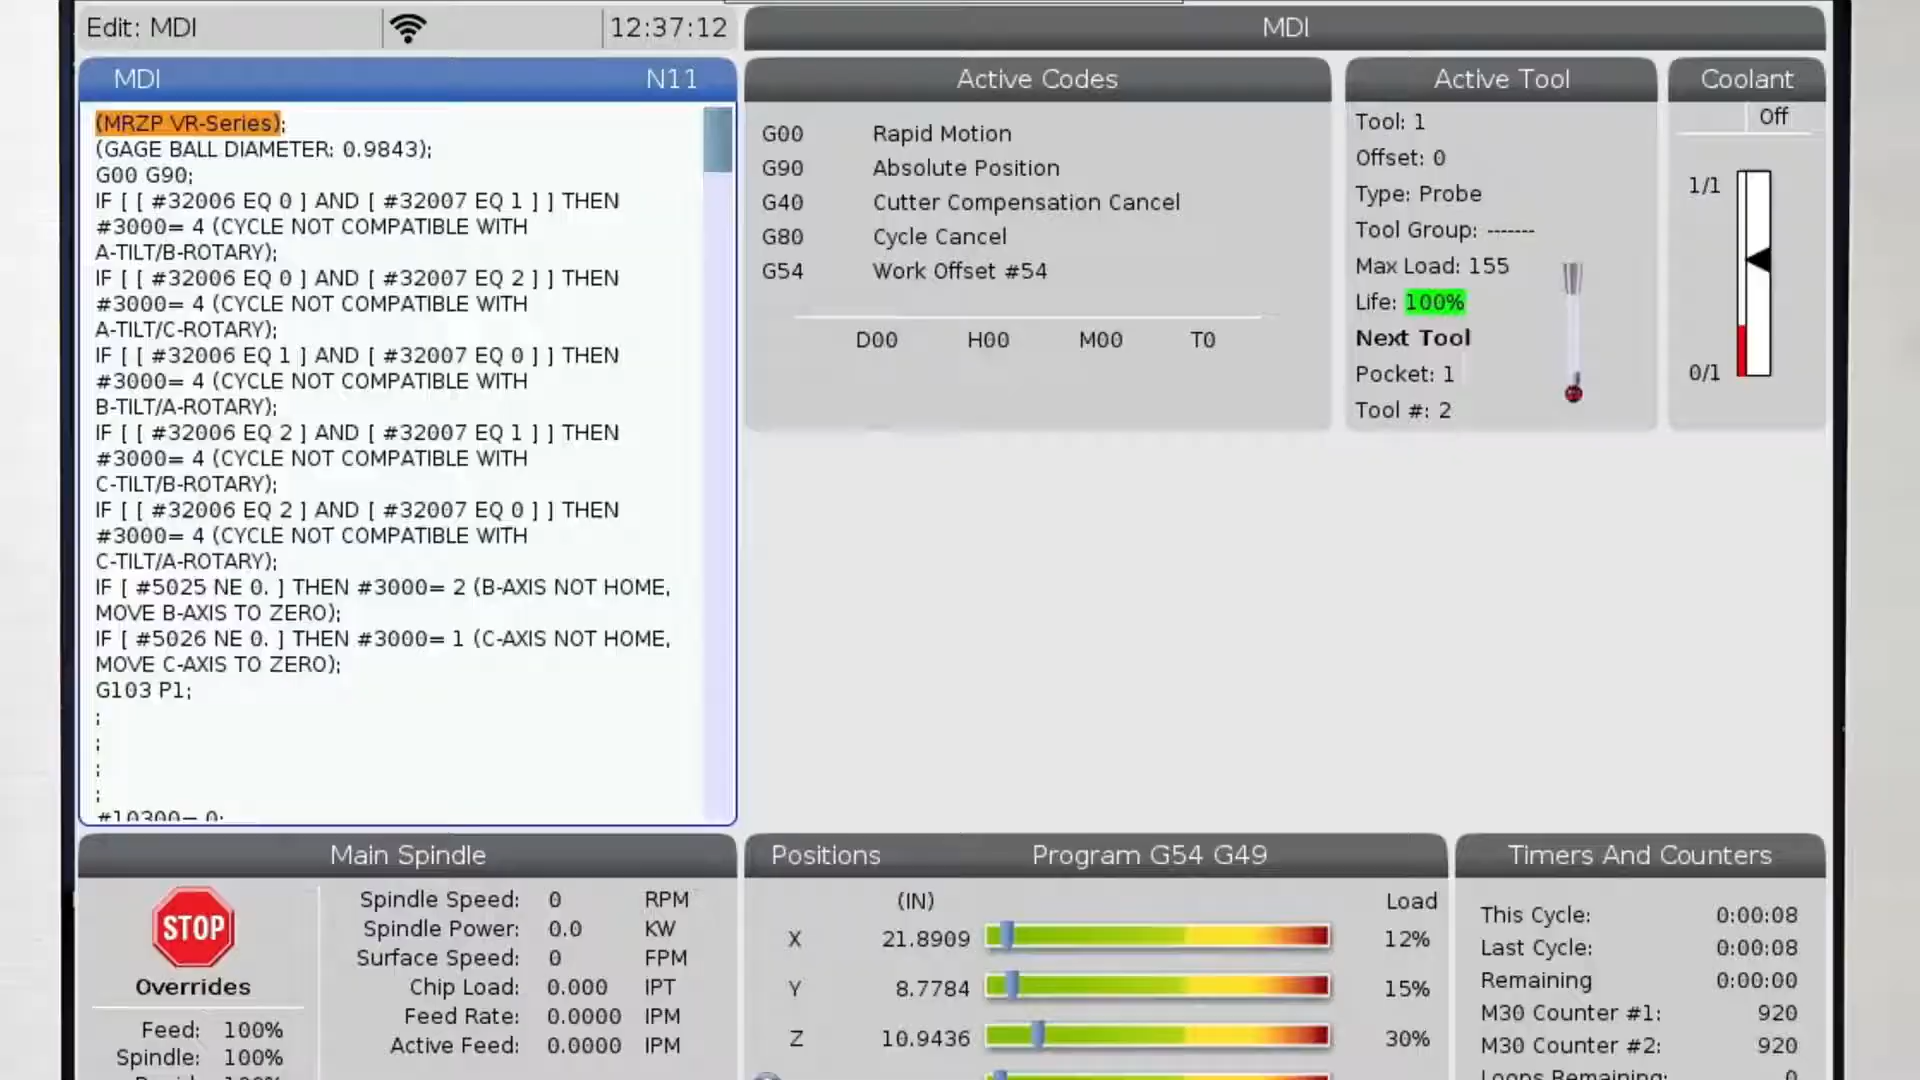 Edit: MDI
12:37:12
MDI
MDI N11
(MRZP VR-Series);
(GAGE BALL DIAMETER: 0.9843);
G00 G90;
IF [ [ #32006 EQ 0 ] AND [ #32007 EQ 1 ] ] THEN
#3000= 4 (CYCLE NOT COMPATIBLE WITH
A-TILT/B-ROTARY);
IF [ [ #32006 EQ 0 ] AND [ #32007 EQ 2 ] ] THEN
#3000= 4 (CYCLE NOT COMPATIBLE WITH
A-TILT/C-ROTARY);
IF [ [ #32006 EQ 1 ] AND [ #32007 EQ 0 ] ] THEN
#3000= 4 (CYCLE NOT COMPATIBLE WITH
B-TILT/A-ROTARY);
IF [ [ #32006 EQ 2 ] AND [ #32007 EQ 1 ] ] THEN
#3000= 4 (CYCLE NOT COMPATIBLE WITH
C-TILT/B-ROTARY);
IF [ [ #32006 EQ 2 ] AND [ #32007 EQ 0 ] ] THEN
#3000= 4 (CYCLE NOT COMPATIBLE WITH
C-TILT/A-ROTARY);
IF [ #5025 NE 0. ] THEN #3000= 2 (B-AXIS NOT HOME,
MOVE B-AXIS TO ZERO);
IF [ #5026 NE 0. ] THEN #3000= 1 (C-AXIS NOT HOME,
MOVE C-AXIS TO ZERO);
G103 P1;
;
;
;
;
#10300= 0;
Active Codes
G00 Rapid Motion
G90 Absolute Position
G40 Cutter Compensation Cancel
G80 Cycle Cancel
G54 Work Offset #54
D00 H00 M00 T0
Active Tool
Tool: 1
Offset: 0
Type: Probe
Tool Group: -------
Max Load: 155
Life: 100%
Next Tool
Pocket: 1
Tool #: 2
Coolant
Off
1/1
0/1
Main Spindle
STOP
Overrides
Feed: 100%
Spindle: 100%
Spindle Speed: 0 RPM
Spindle Power: 0.0 KW
Surface Speed: 0 FPM
Chip Load: 0.000 IPT
Feed Rate: 0.0000 IPM
Active Feed: 0.0000 IPM
Positions Program G54 G49
(IN) Load
X 21.8909 12%
Y 8.7784 15%
Z 10.9436 30%
Timers And Counters
This Cycle: 0:00:08
Last Cycle: 0:00:08
Remaining 0:00:00
M30 Counter #1: 920
M30 Counter #2: 920
Loops Remaining: 0